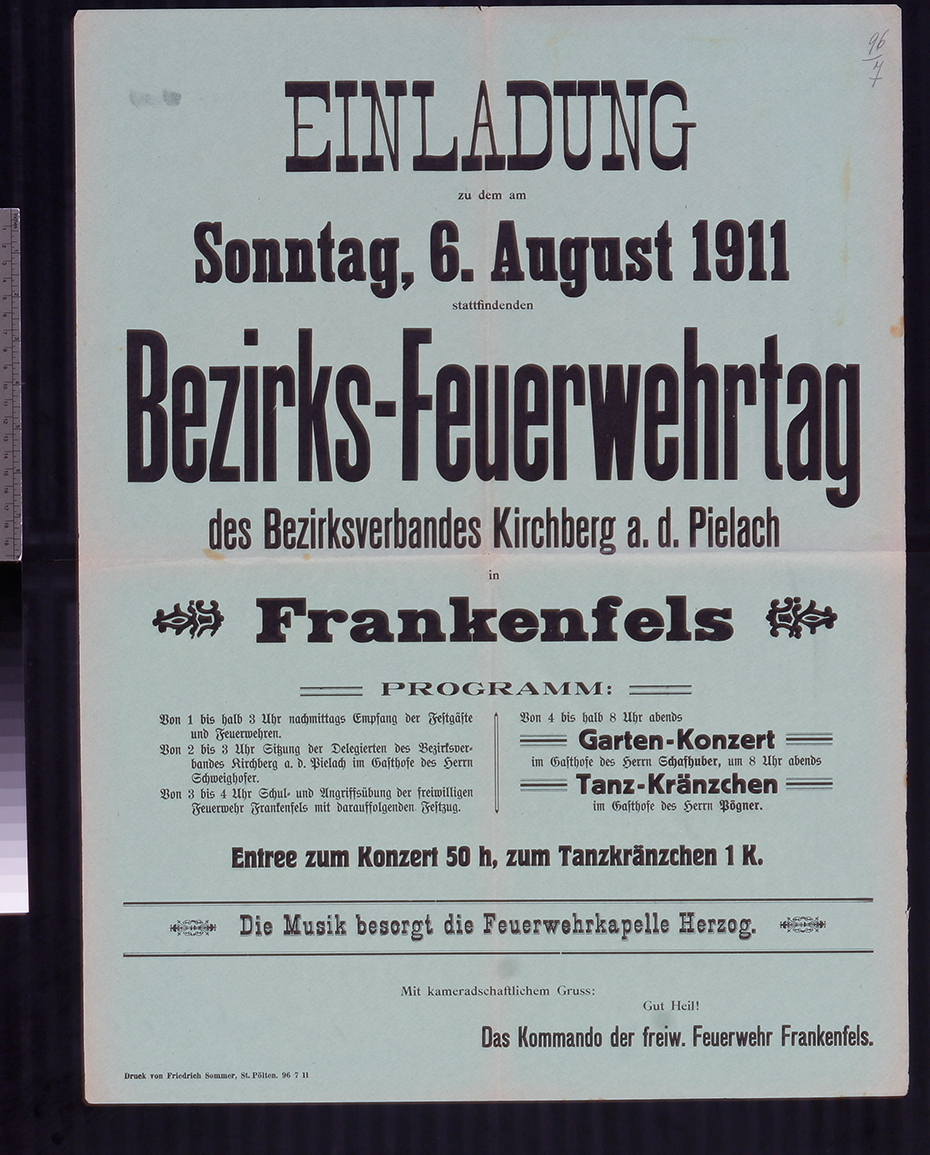 96
7
EINLADUNG
zu dem am
Sonntag, 6. August 1911
stattfindenden
Bezirks-Feuerwehrtag
des Bezirksverbandes Kirchberg a. d. Pielach
in
Frankenfels
PROGRAMM:
Von 1 bis halb 3 Uhr nachmittags Empfang der Festgäste
und Feuerwehren.
Von 2 bis 3 Uhr Sitzung der Delegierten des Bezirksver-
bandes Kirchberg a. d. Pielach im Gasthofe des Herrn
Schweighofer.
Von 3 bis 4 Uhr Schul- und Angriffsübung der freiwilligen
Feuerwehr Frankenfels mit darauffolgenden Festzug.
Von 4 bis halb 8 Uhr abends
Garten-Konzert
im Gasthofe des Herrn Schafhuber, um 8 Uhr abends
Tanz-Kränzchen
im Gasthofe des Herrn Pögner.
Entree zum Konzert 50 h, zum Tanzkränzchen 1 K.
Die Musik besorgt die Feuerwehrkapelle Herzog.
Mit kameradschaftlichem Gruss:
Gut Heil!
Das Kommando der freiw. Feuerwehr Frankenfels.
Druck von Friedrich Sommer, St. Pölten. 96 7 11